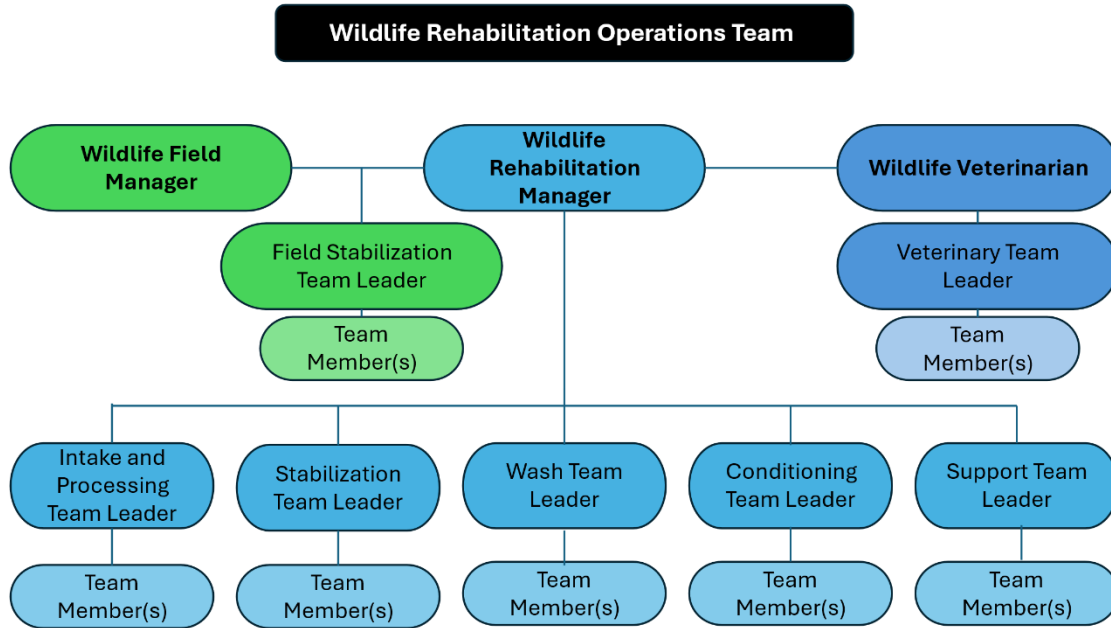 Wildlife Rehabilitation Operations Team
Wildlife Field
Manager
Wildlife
Rehabilitation
Manager
Wildlife Veterinarian
Field Stabilization
Team Leader
Veterinary Team
Leader
Team
Member(s)
Team
Member(s)
Intake and
Processing
Team Leader
Stabilization
Team Leader
Wash Team
Leader
Conditioning
Team Leader
Support Team
Leader
Team
Member(s)
Team
Member(s)
Team
Member(s)
Team
Member(s)
Team
Member(s)